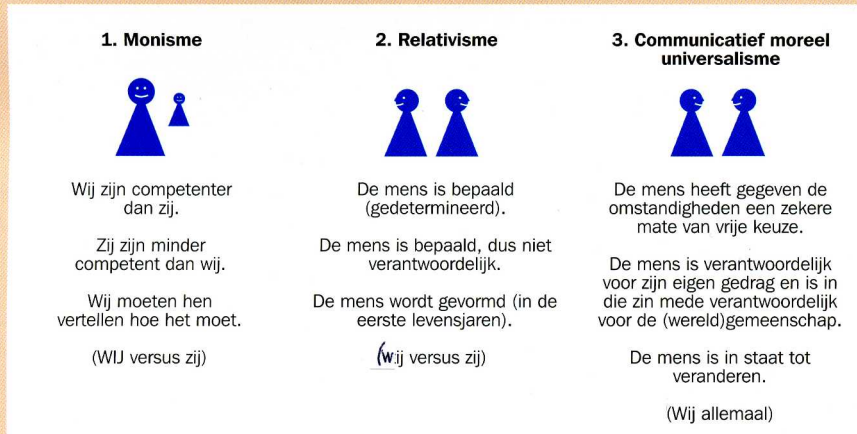 1. Monisme
Wij zijn competenter
dan zij.
Zij zijn minder
competent dan wij.
Wij moeten hen
vertellen hoe het moet.
(WIJ versus zij)
2. Relativisme
De mens is bepaald
(gedetermineerd).
De mens is bepaald, dus niet
verantwoordelijk.
De mens wordt gevormd (in de
eerste levensjaren).
(wij versus zij)
3. Communicatief moreel
universalisme
De mens heeft gegeven de
omstandigheden een zekere
mate van vrije keuze.
De mens is verantwoordelijk
voor zijn eigen gedrag en is in
die zin mede verantwoordelijk
voor de (wereld)gemeenschap.
De mens is in staat tot
veranderen.
(Wij allemaal)